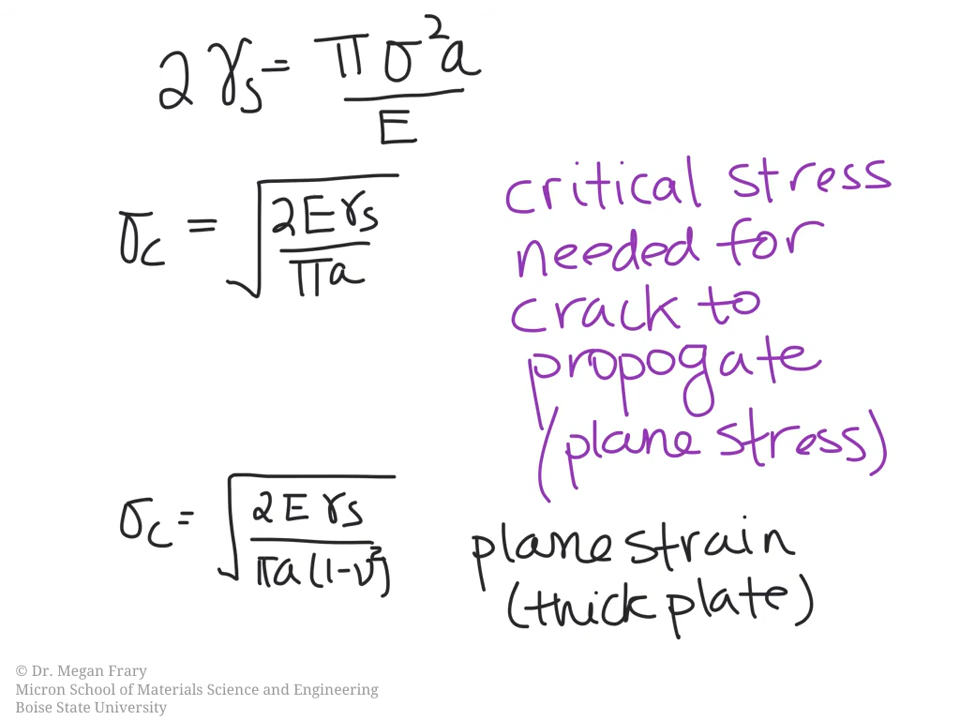 2γs = πσ²a / E
σc = √(2Eγs / πa)
critical stress
needed for
crack to
propogate
(plane stress)
σc = √(2Eγs / πa(1-ν²))
plane strain
(thick plate)
© Dr. Megan Frary
Micron School of Materials Science and Engineering
Boise State University